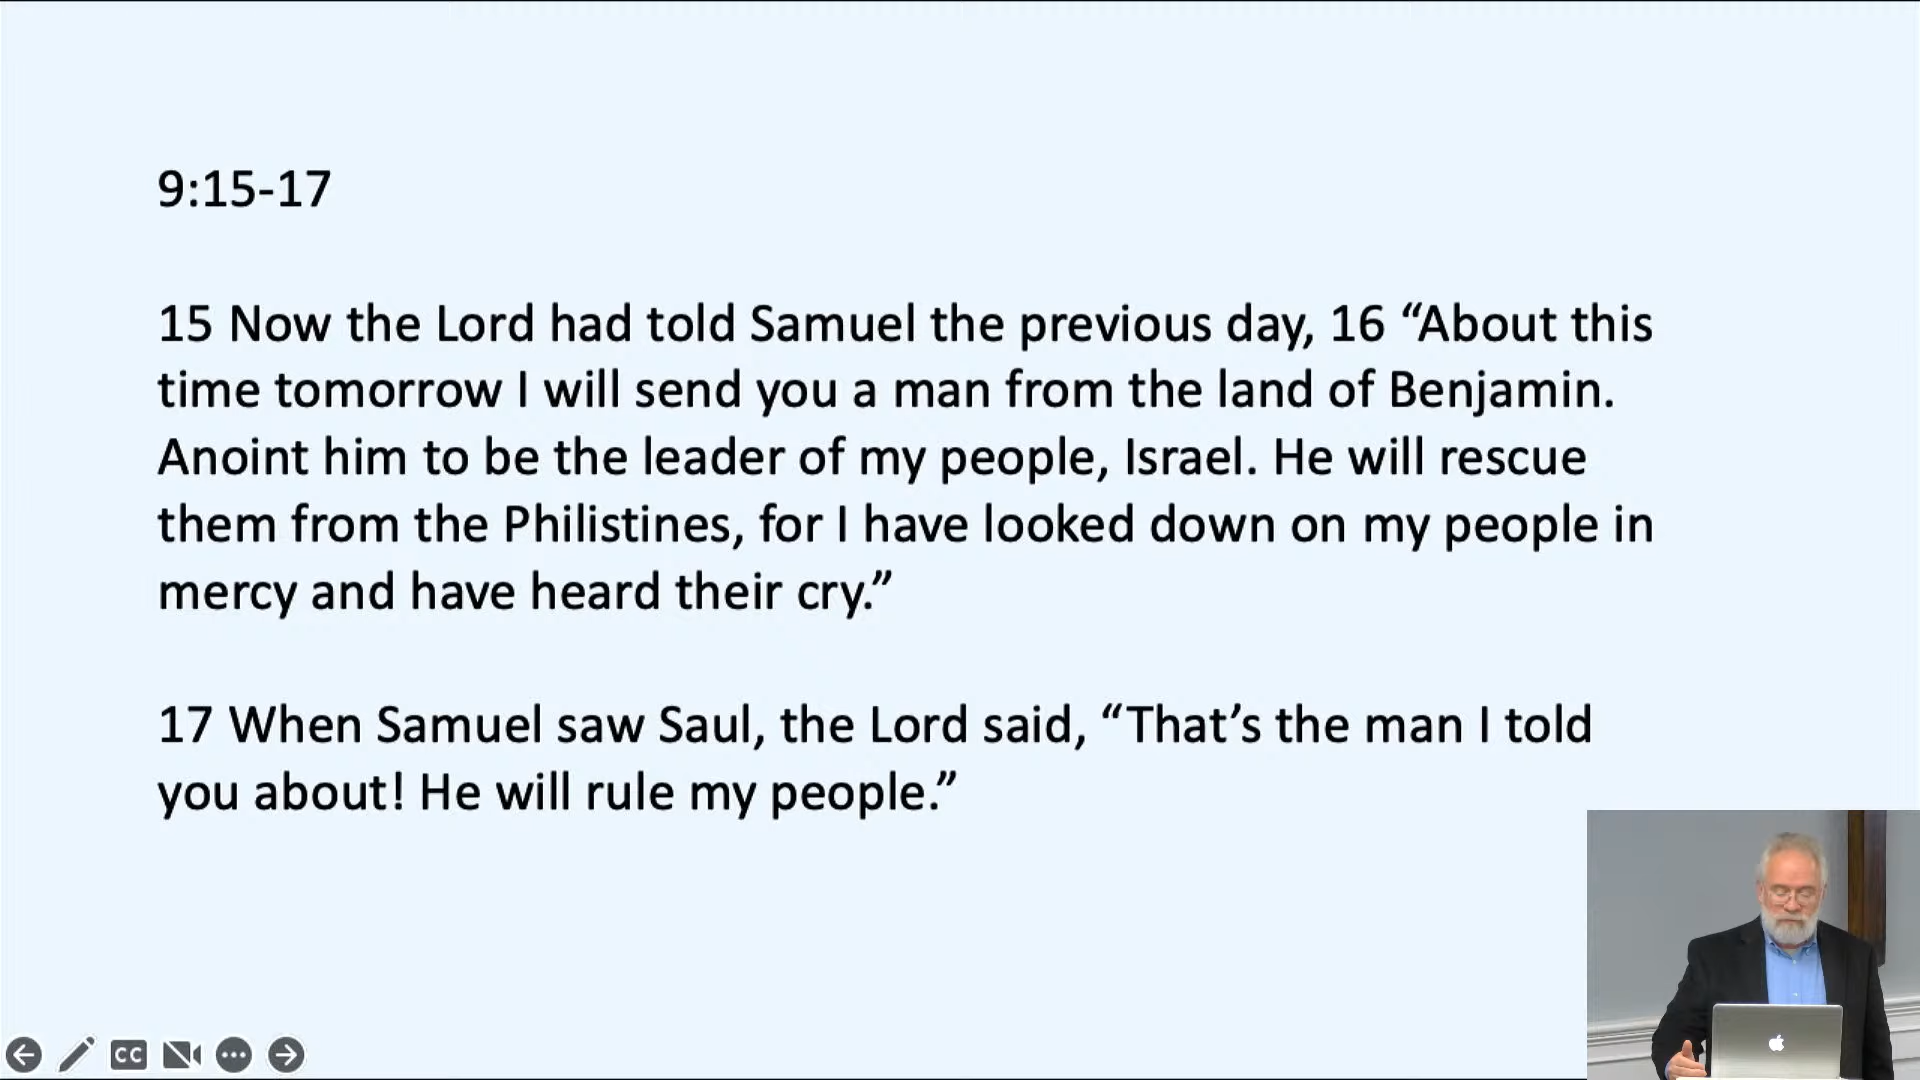 9:15-17
15 Now the Lord had told Samuel the previous day, 16 “About this
time tomorrow I will send you a man from the land of Benjamin.
Anoint him to be the leader of my people, Israel. He will rescue
them from the Philistines, for I have looked down on my people in
mercy and have heard their cry.”
17 When Samuel saw Saul, the Lord said, “That’s the man I told
you about! He will rule my people.”
CC